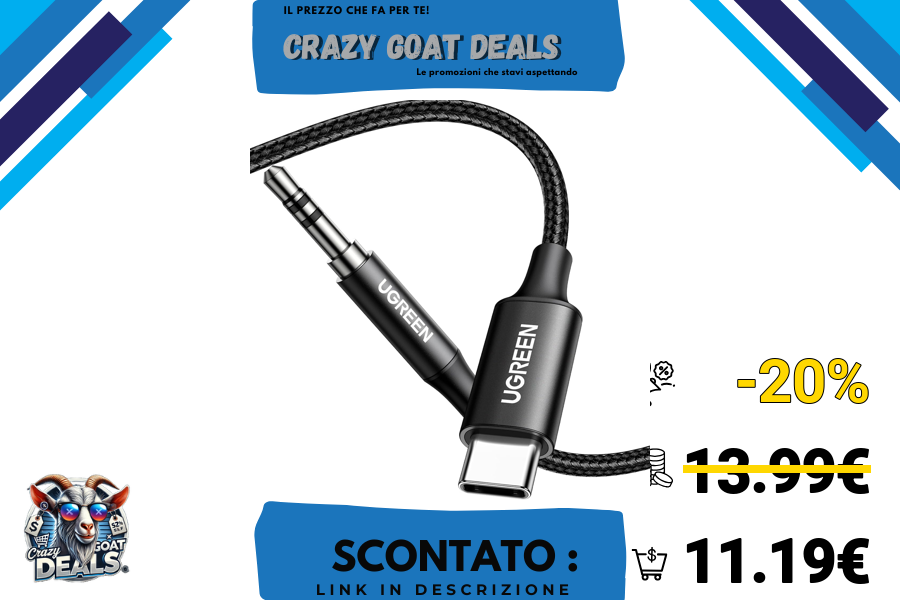 IL PREZZO CHE FA PER TE!
CRAZY GOAT DEALS
Le promozioni che stavi aspettando
UGREEN
UGREEN
-20%
13.99€
$
11.19€
$
57%
Crazy
GOAT
DEALS
SCONTATO :
LINK IN DESCRIZIONE